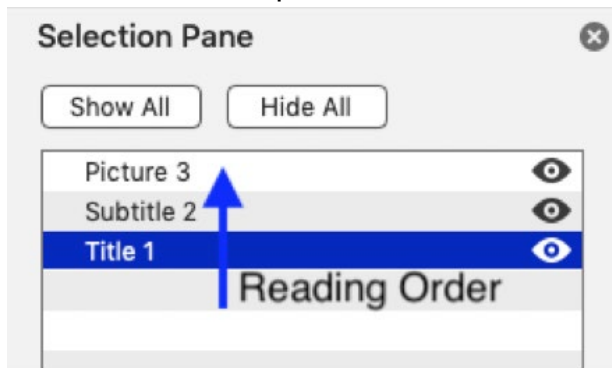 Selection Pane
Show All Hide All
Picture 3
Subtitle 2
Title 1
Reading Order